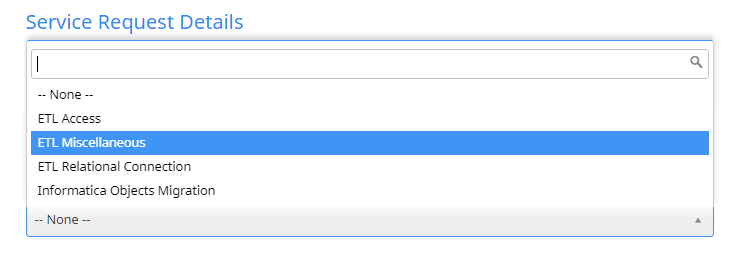 Service Request Details
-- None --
ETL Access
ETL Miscellaneous
ETL Relational Connection
Informatica Objects Migration
-- None --